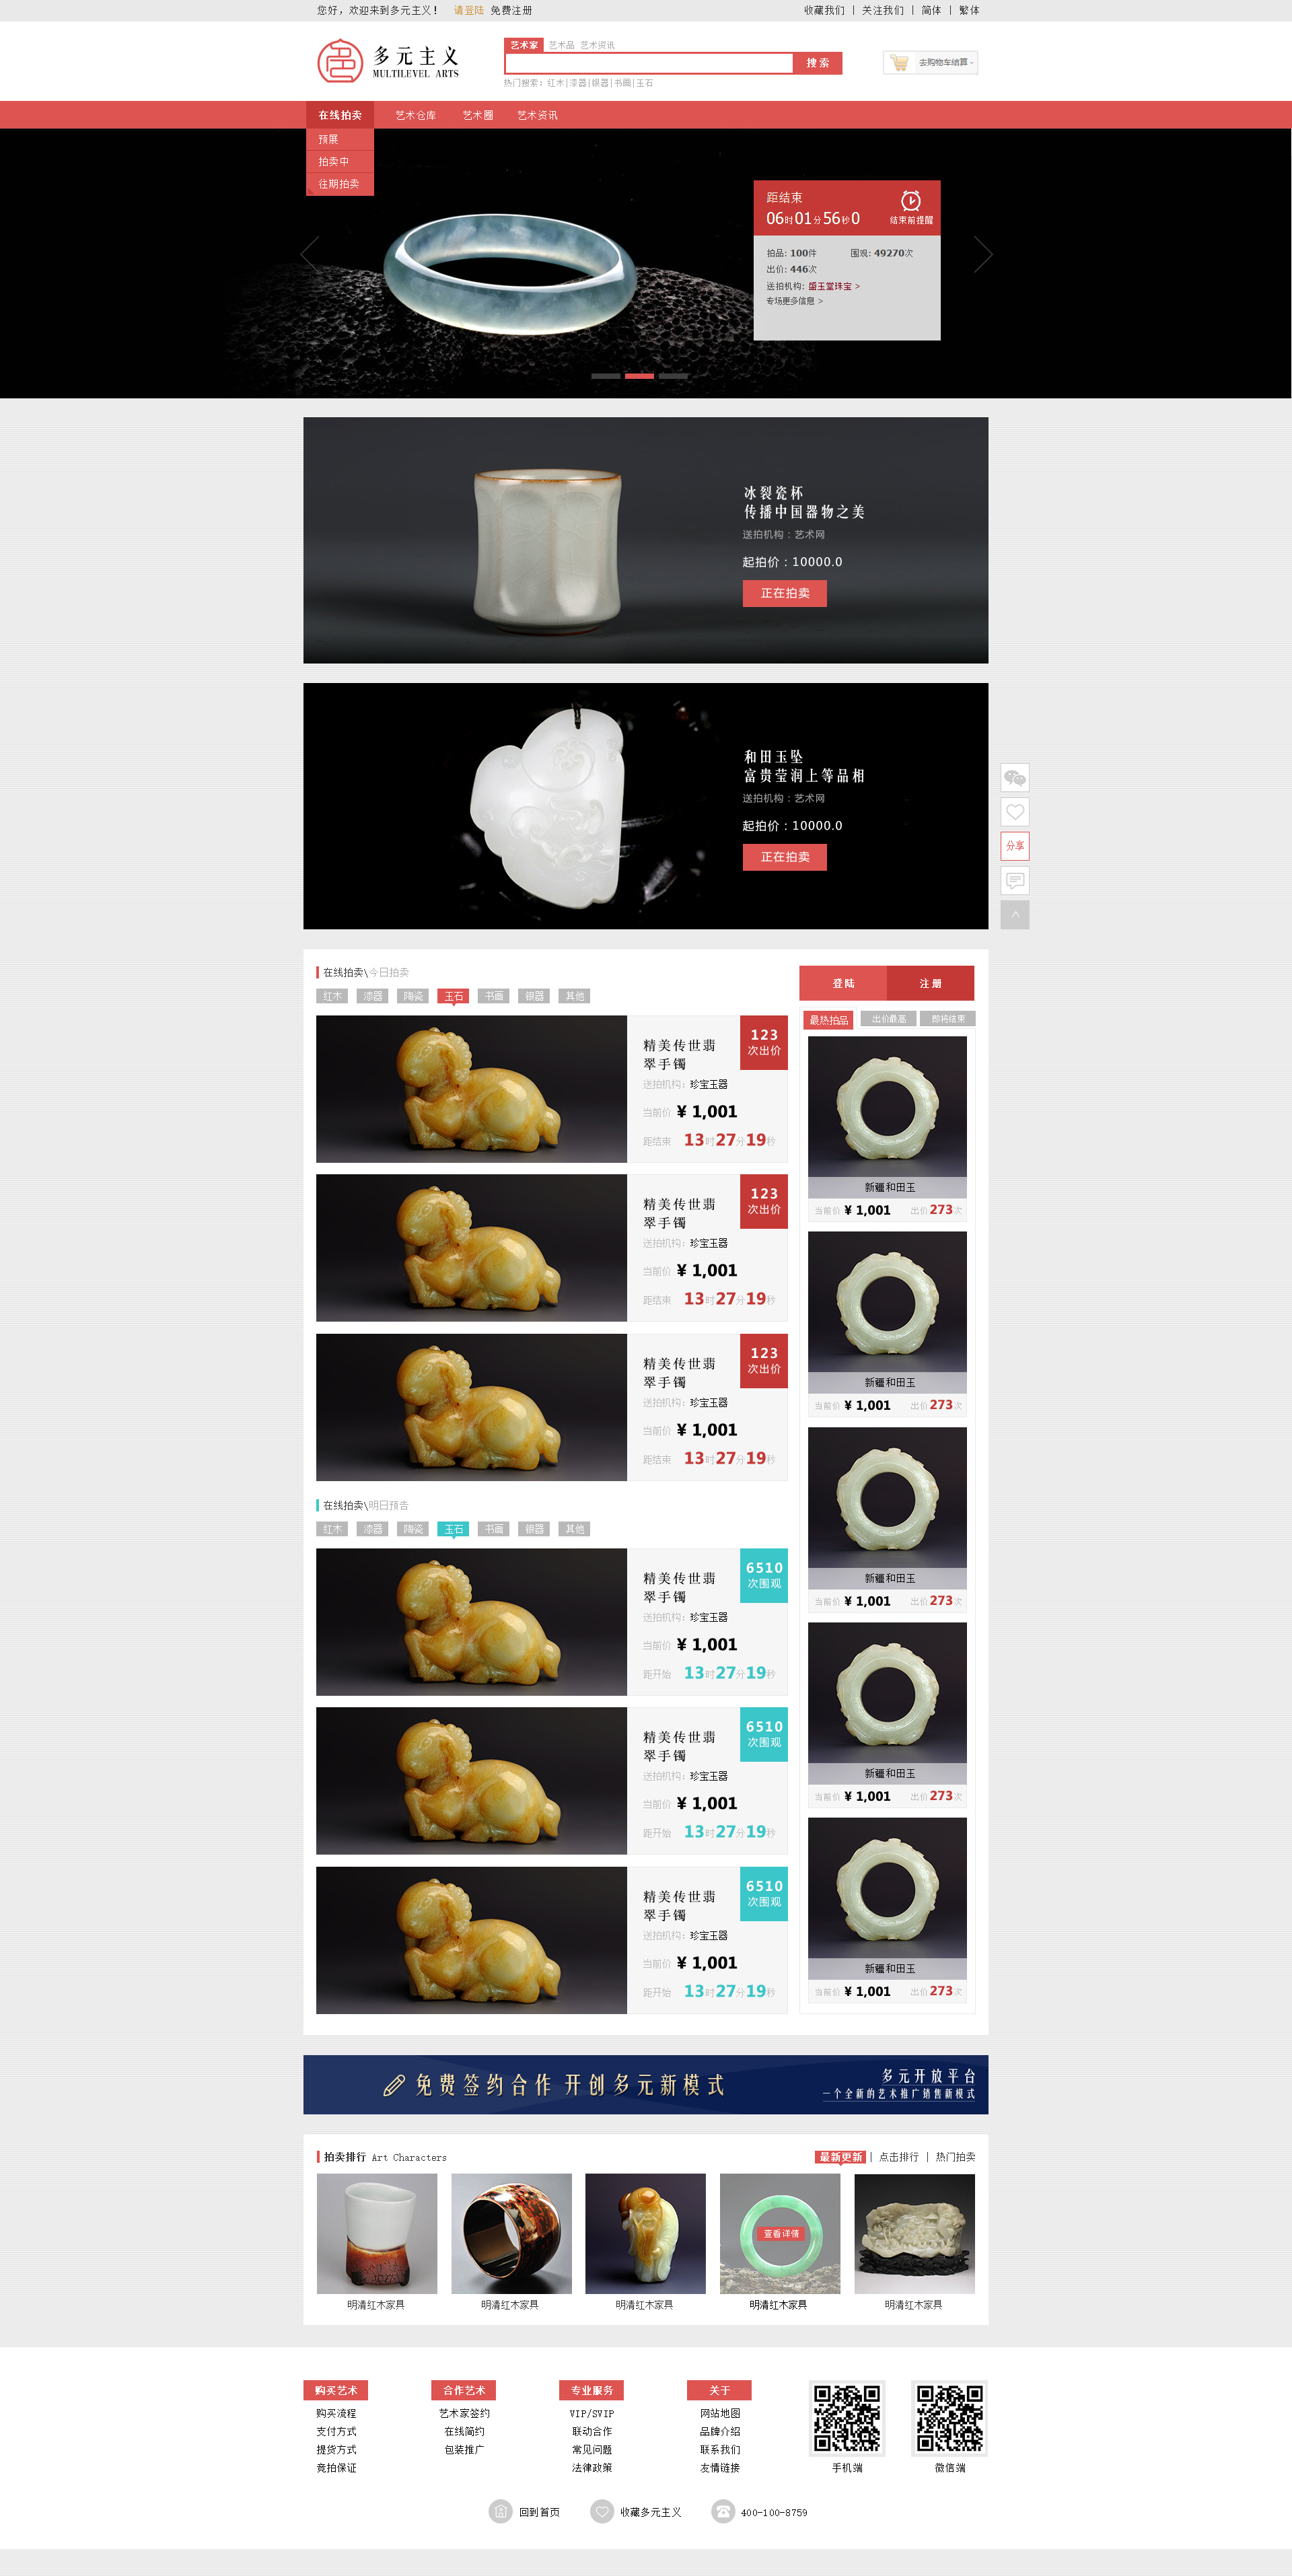 您好，欢迎来到多元主义！ 请登陆 免费注册
收藏我们 | 关注我们 | 简体 | 繁体
多元主义
MULTILEVEL ARTS
艺术家 艺术品 艺术资讯
搜索
热门搜索：红木|漆器|银器|书画|玉石
去购物车结算
在线拍卖 艺术仓库 艺术圈 艺术资讯
预展
拍卖中
往期拍卖
距结束
06时01分56秒0
结束前提醒
拍品: 100件 围观: 49270次
出价: 446次
送拍机构: 盛玉堂珠宝 >
专场更多信息 >
冰裂瓷杯
传播中国器物之美
送拍机构：艺术网
起拍价：10000.0
正在拍卖
和田玉坠
富贵莹润上等品相
送拍机构：艺术网
起拍价：10000.0
正在拍卖
分享
在线拍卖\今日拍卖
红木 漆器 陶瓷 玉石 书画 银器 其他
精美传世翡
翠手镯
送拍机构：珍宝玉器
当前价 ¥ 1,001
距结束 13时27分19秒
123
次出价
精美传世翡
翠手镯
送拍机构：珍宝玉器
当前价 ¥ 1,001
距结束 13时27分19秒
123
次出价
精美传世翡
翠手镯
送拍机构：珍宝玉器
当前价 ¥ 1,001
距结束 13时27分19秒
123
次出价
在线拍卖\明日预告
红木 漆器 陶瓷 玉石 书画 银器 其他
精美传世翡
翠手镯
送拍机构：珍宝玉器
当前价 ¥ 1,001
距开始 13时27分19秒
6510
次围观
精美传世翡
翠手镯
送拍机构：珍宝玉器
当前价 ¥ 1,001
距开始 13时27分19秒
6510
次围观
精美传世翡
翠手镯
送拍机构：珍宝玉器
当前价 ¥ 1,001
距开始 13时27分19秒
6510
次围观
登陆 注册
最热拍品 出价最高 即将结束
新疆和田玉
当前价 ¥ 1,001 出价273次
新疆和田玉
当前价 ¥ 1,001 出价273次
新疆和田玉
当前价 ¥ 1,001 出价273次
新疆和田玉
当前价 ¥ 1,001 出价273次
新疆和田玉
当前价 ¥ 1,001 出价273次
免费签约合作 开创多元新模式
多元开放平台
一个全新的艺术推广销售新模式
拍卖排行 Art Characters
最新更新 | 点击排行 | 热门拍卖
查看详情
明清红木家具 明清红木家具 明清红木家具 明清红木家具 明清红木家具
购买艺术 合作艺术 专业服务 关于
购买流程 艺术家签约 VIP/SVIP 网站地图
支付方式 在线简约 联动合作 品牌介绍
提货方式 包装推广 常见问题 联系我们
竞拍保证 法律政策 友情链接
手机端 微信端
回到首页 收藏多元主义 400-100-8759